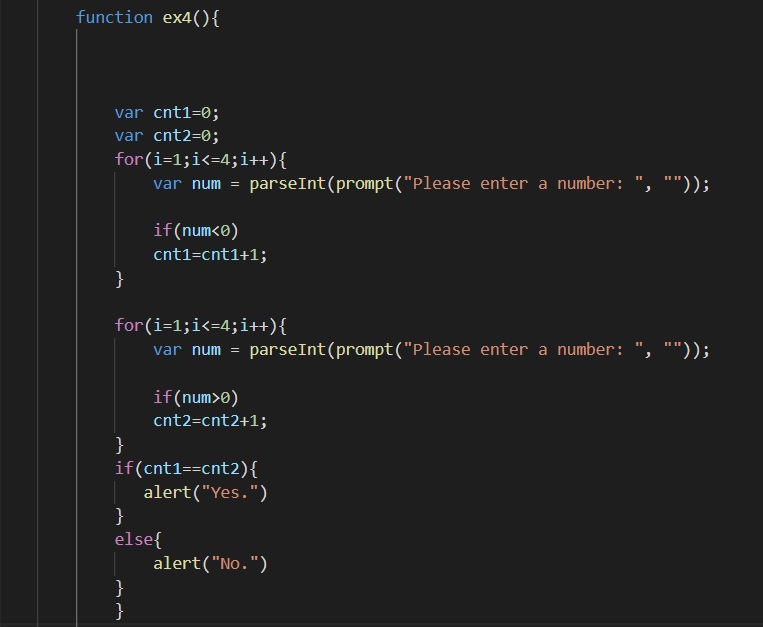 function ex4(){
var cnt1=0;
var cnt2=0;
for(i=1;i<=4;i++){
var num = parseInt(prompt("Please enter a number: ", ""));
if(num<0)
cnt1=cnt1+1;
}
for(i=1;i<=4;i++){
var num = parseInt(prompt("Please enter a number: ", ""));
if(num>0)
cnt2=cnt2+1;
}
if(cnt1==cnt2){
alert("Yes.")
}
else{
alert("No.")
}
}